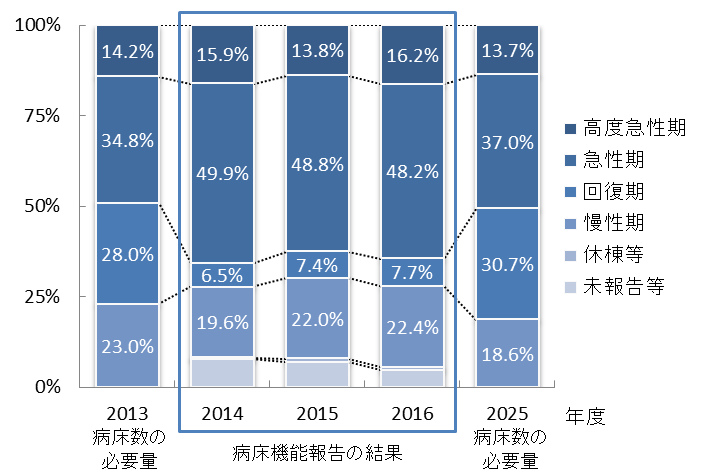 100%
75%
50%
25%
0%
14.2%
15.9%
13.8%
16.2%
13.7%
34.8%
49.9%
48.8%
48.2%
37.0%
28.0%
6.5%
7.4%
7.7%
30.7%
23.0%
19.6%
22.0%
22.4%
18.6%
高度急性期
急性期
回復期
慢性期
休棟等
未報告等
2013
病床数の
必要量
2014
2015
2016
病床機能報告の結果
2025
病床数の
必要量
年度